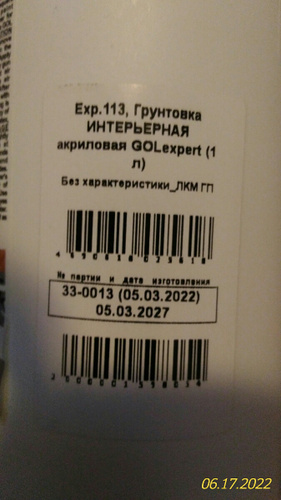 Exp.113, Грунтовка
ИНТЕРЬЕРНАЯ
акриловая GOLexpert (1
л)
Без характеристики_ЛКМ ГП
№ партии и дата изготовления
33-0013 (05.03.2022)
05.03.2027
06.17.2022